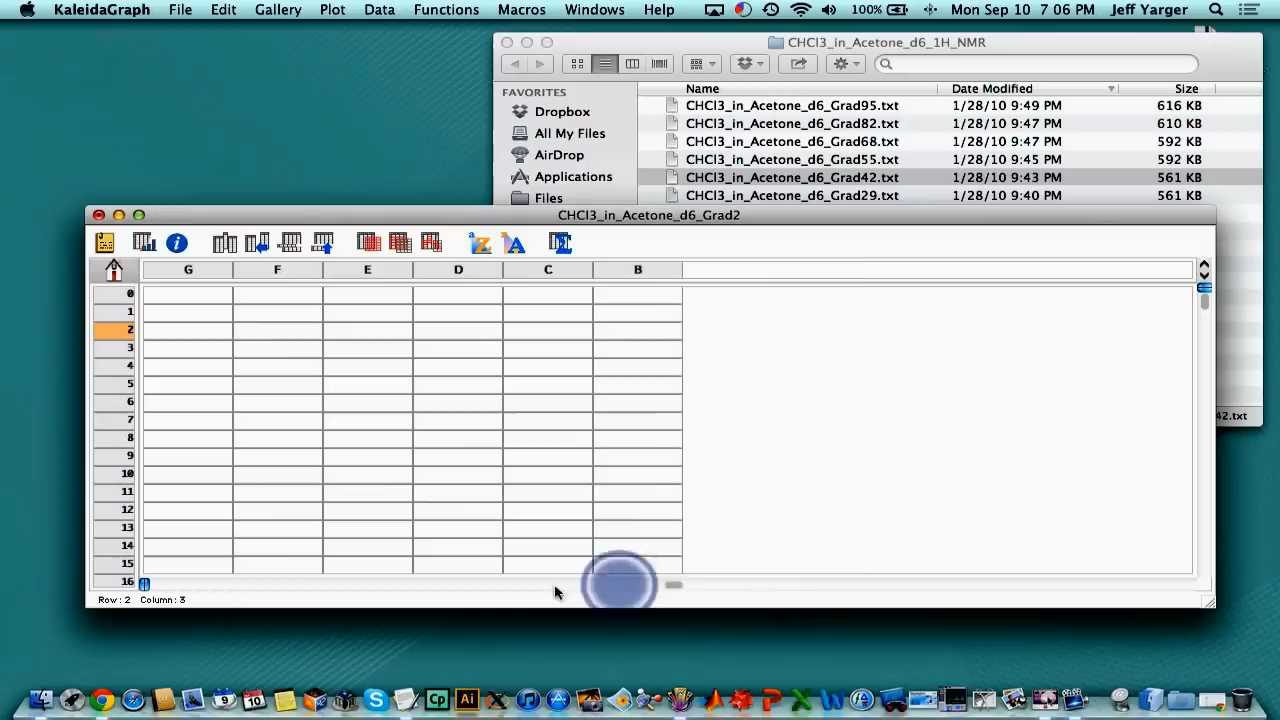 KaleidaGraph File Edit Gallery Plot Data Functions Macros Windows Help 100% Mon Sep 10 7:06 PM Jeff Yarger
CHCl3_in_Acetone_d6_1H_NMR
FAVORITES
Dropbox
All My Files
AirDrop
Applications
Files
Name Date Modified Size
CHCl3_in_Acetone_d6_Grad95.txt 1/28/10 9:49 PM 616 KB
CHCl3_in_Acetone_d6_Grad82.txt 1/28/10 9:47 PM 610 KB
CHCl3_in_Acetone_d6_Grad68.txt 1/28/10 9:47 PM 592 KB
CHCl3_in_Acetone_d6_Grad55.txt 1/28/10 9:45 PM 592 KB
CHCl3_in_Acetone_d6_Grad42.txt 1/28/10 9:43 PM 561 KB
CHCl3_in_Acetone_d6_Grad29.txt 1/28/10 9:40 PM 561 KB
42.txt
CHCl3_in_Acetone_d6_Grad2
G F E D C B
0
1
2
3
4
5
6
7
8
9
10
11
12
13
14
15
16
Row: 2 Column: 3
9 10 Cp Ai